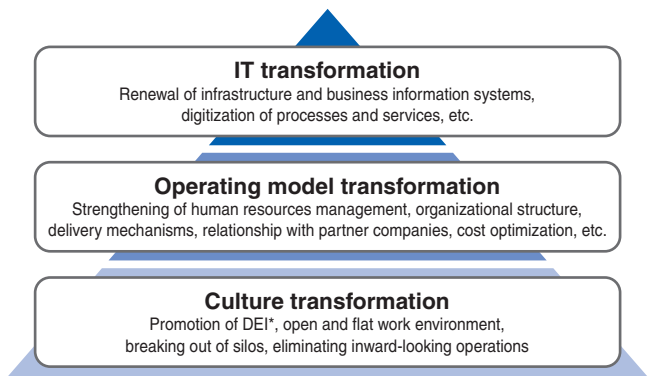 IT transformation
Renewal of infrastructure and business information systems,
digitization of processes and services, etc.
Operating model transformation
Strengthening of human resources management, organizational structure,
delivery mechanisms, relationship with partner companies, cost optimization, etc.
Culture transformation
Promotion of DEI*, open and flat work environment,
breaking out of silos, eliminating inward-looking operations